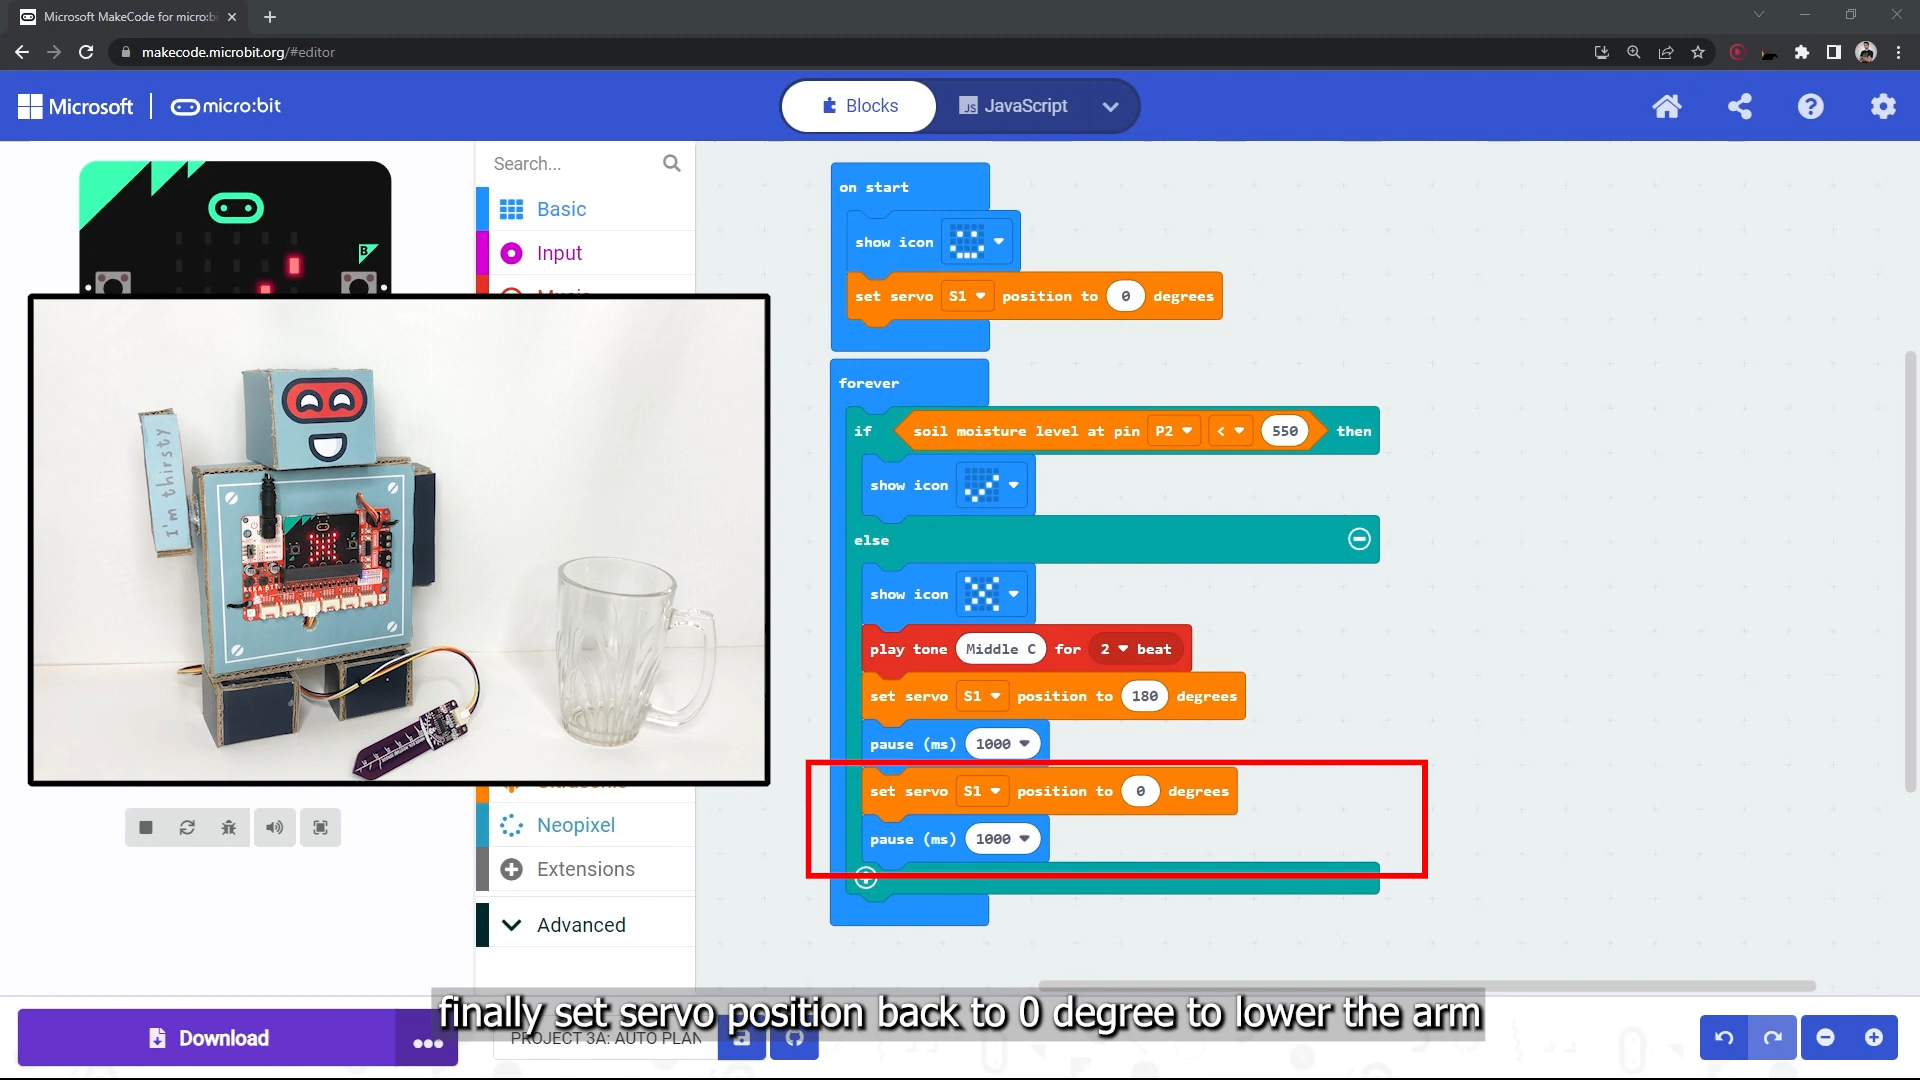 Microsoft MakeCode for micro:bi
makecode.microbit.org/#editor
Microsoft
micro:bit
Blocks
JS JavaScript
Search...
Basic
Input
B
on start
show icon
set servo S1 position to 0 degrees
forever
if soil moisture level at pin P2 < 550 then
show icon
else
show icon
play tone Middle C for 2 beat
set servo S1 position to 180 degrees
pause (ms) 1000
set servo S1 position to 0 degrees
pause (ms) 1000
I'm thirsty
Neopixel
Extensions
Advanced
finally set servo position back to 0 degree to lower the arm
Download
PROJECT 3A: AUTO PLAN